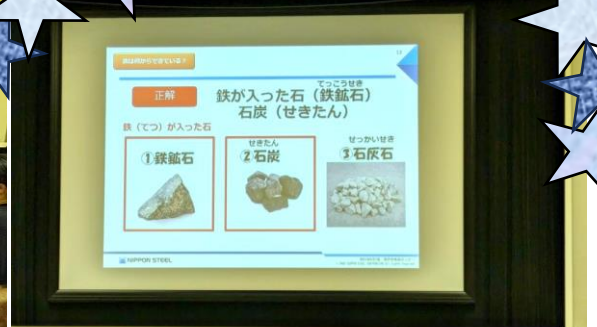 鉄は何からできている？
正解
鉄が入った石（鉄鉱石）
てっこうせき
石炭（せきたん）
鉄（てつ）が入った石
①鉄鉱石
せきたん
②石炭
せっかいせき
③石灰石
NIPPON STEEL